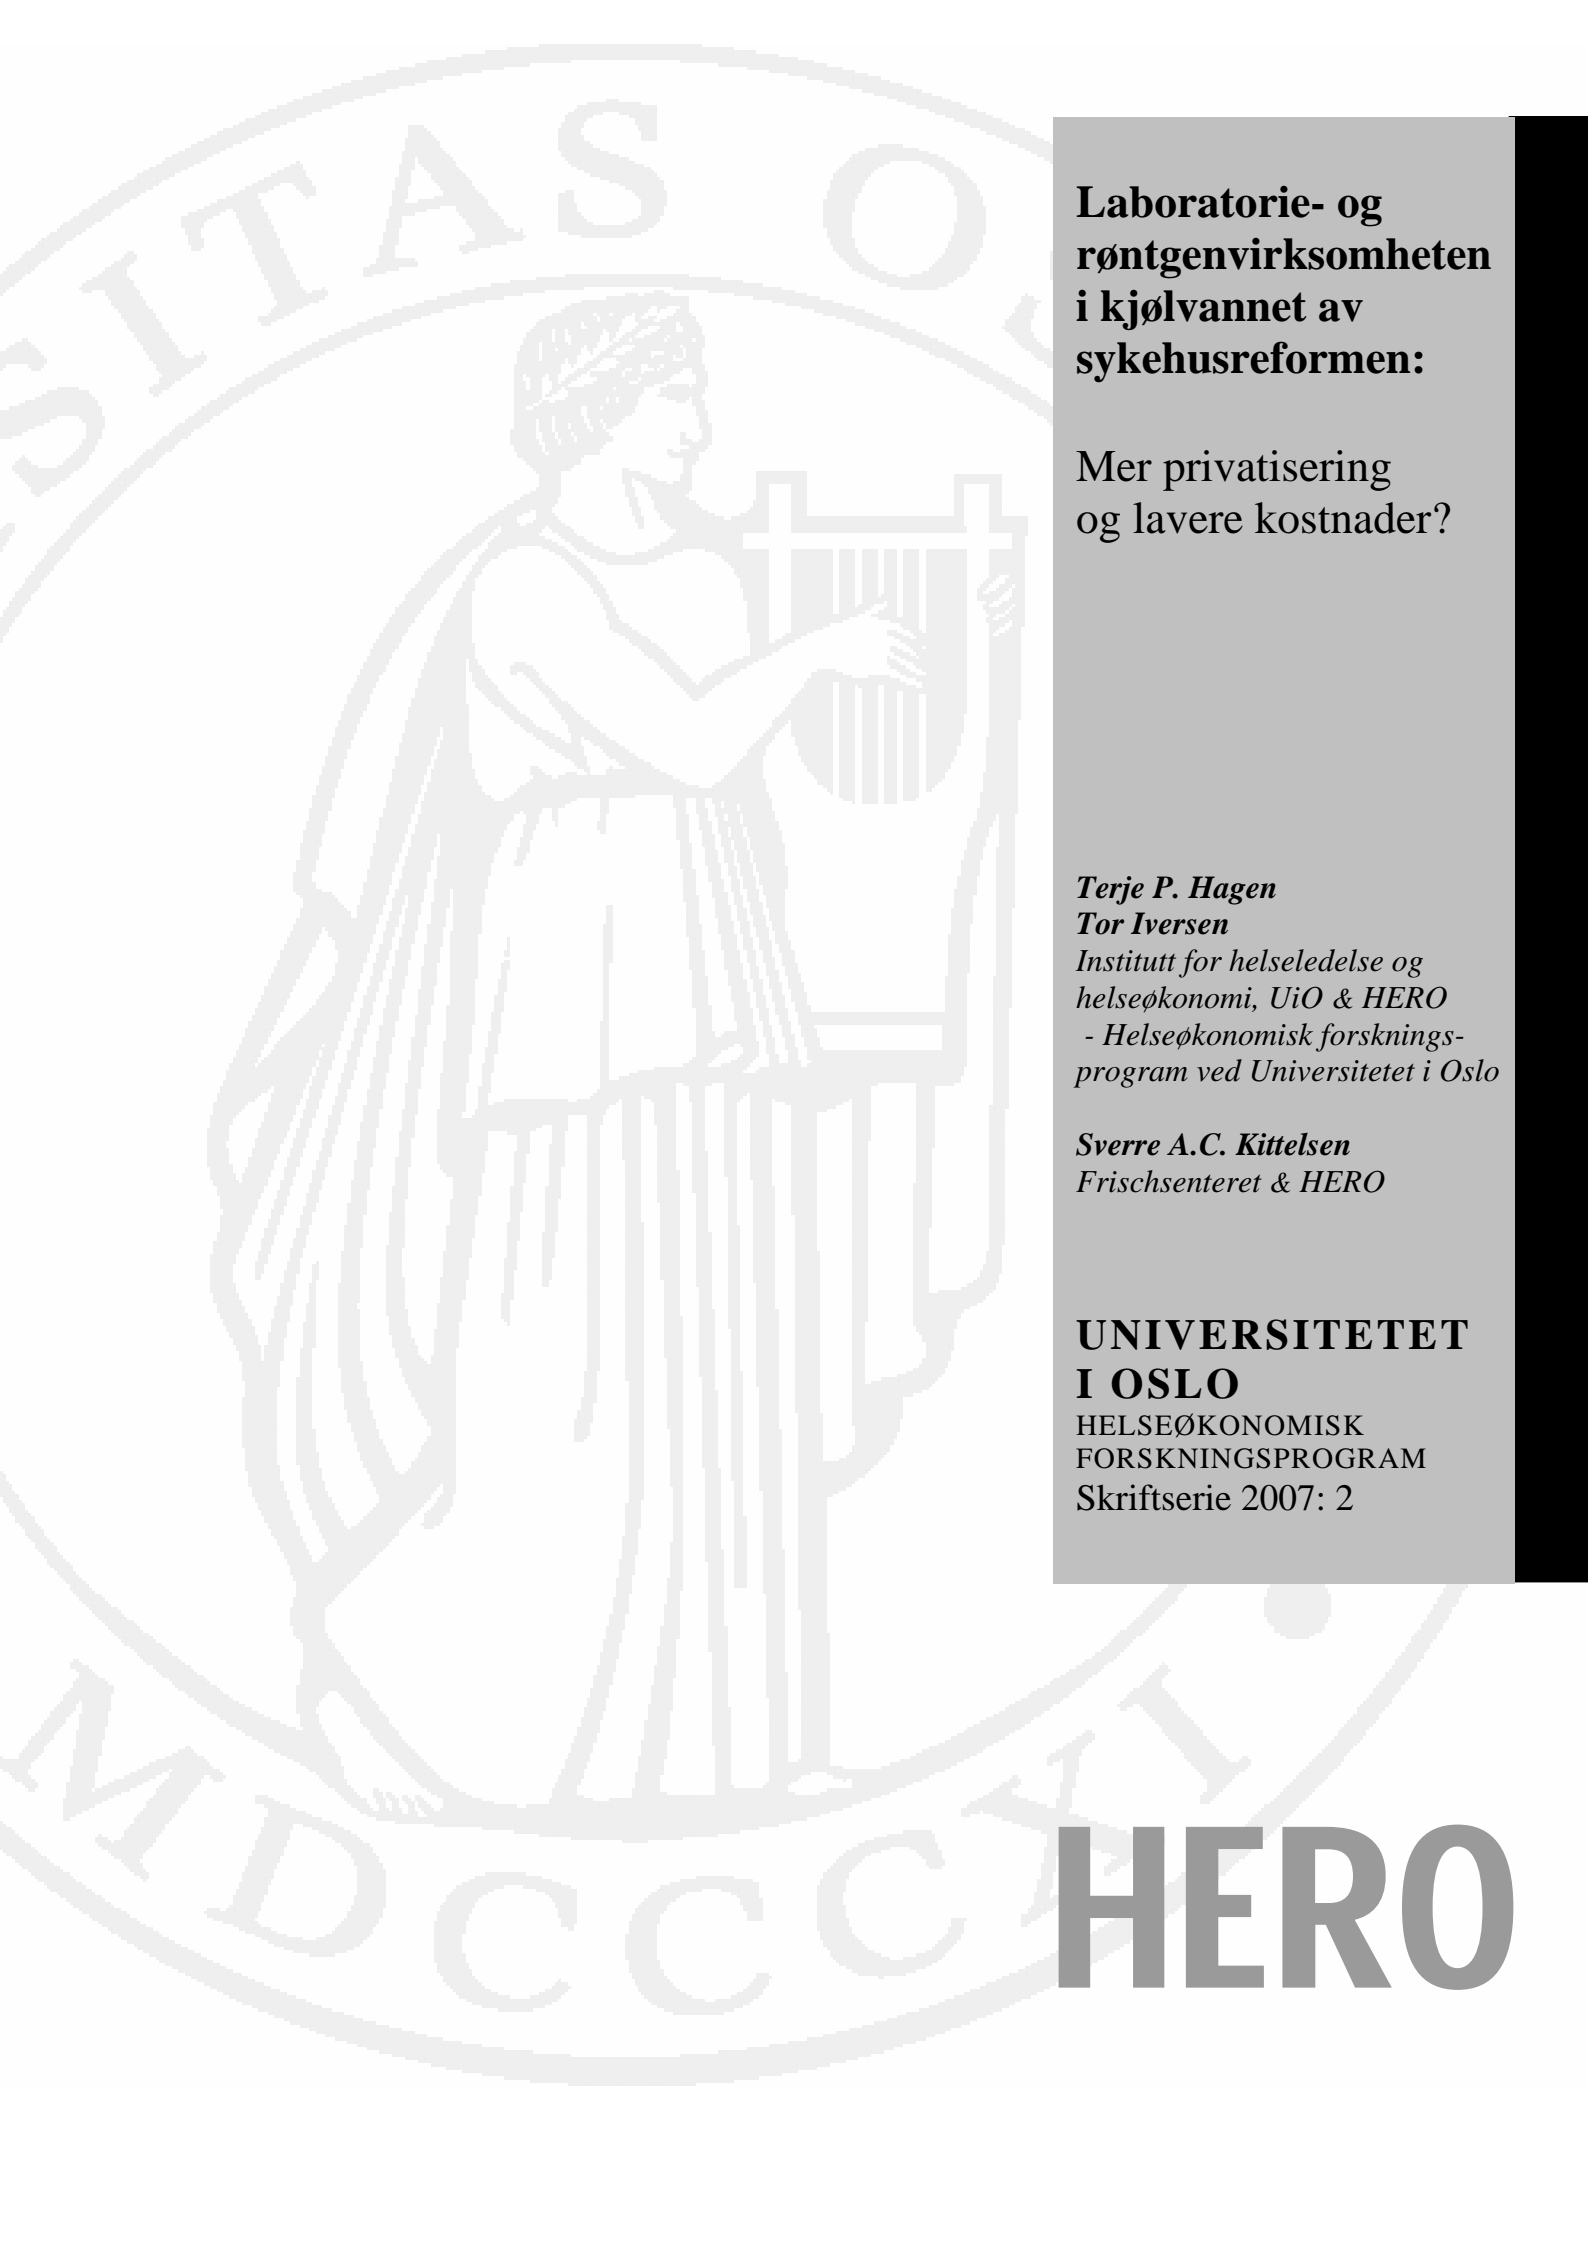 Laboratorie- og
røntgenvirksomheten
i kjølvannet av
sykehusreformen:
Mer privatisering
og lavere kostnader?
Terje P. Hagen
Tor Iversen
Institutt for helseledelse og
helseøkonomi, UiO & HERO
- Helseøkonomisk forsknings-
program ved Universitetet i Oslo
Sverre A.C. Kittelsen
Frischsenteret & HERO
UNIVERSITETET
I OSLO
HELSEØKONOMISK
FORSKNINGSPROGRAM
Skriftserie 2007: 2
HERO
SITAS O
MDCCCXI